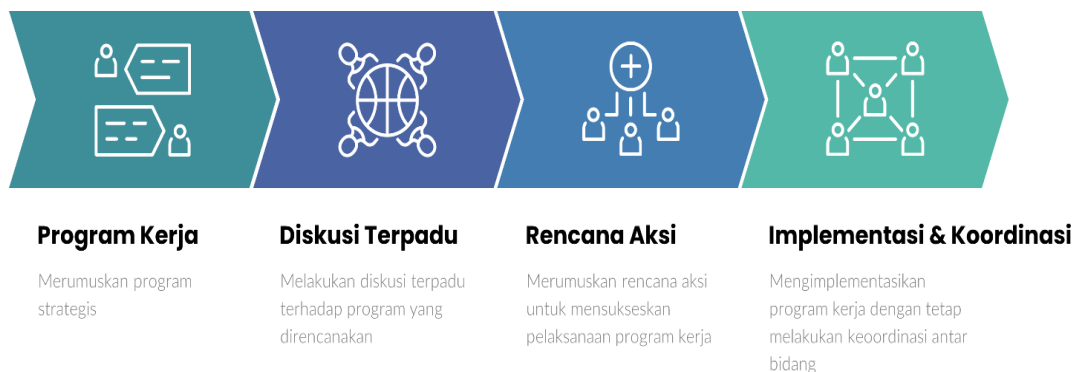 Program Kerja
Merumuskan program
strategis
Diskusi Terpadu
Melakukan diskusi terpadu
terhadap program yang
direncanakan
Rencana Aksi
Merumuskan rencana aksi
untuk mensukseskan
pelaksanaan program kerja
Implementasi & Koordinasi
Mengimplementasikan
program kerja dengan tetap
melakukan keoordinasi antar
bidang